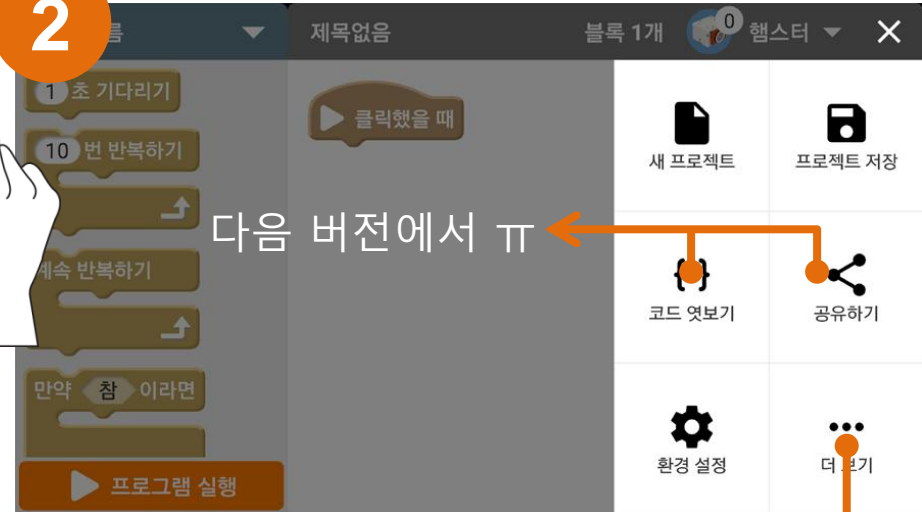 2
름
제목없음
블록 1개
0
햄스터
1 초 기다리기
클릭했을 때
10 번 반복하기
새 프로젝트
프로젝트 저장
다음 버전에서 ㅠ
계속 반복하기
{ }
코드 엿보기
공유하기
만약 참 이라면
환경 설정
더 보기
프로그램 실행